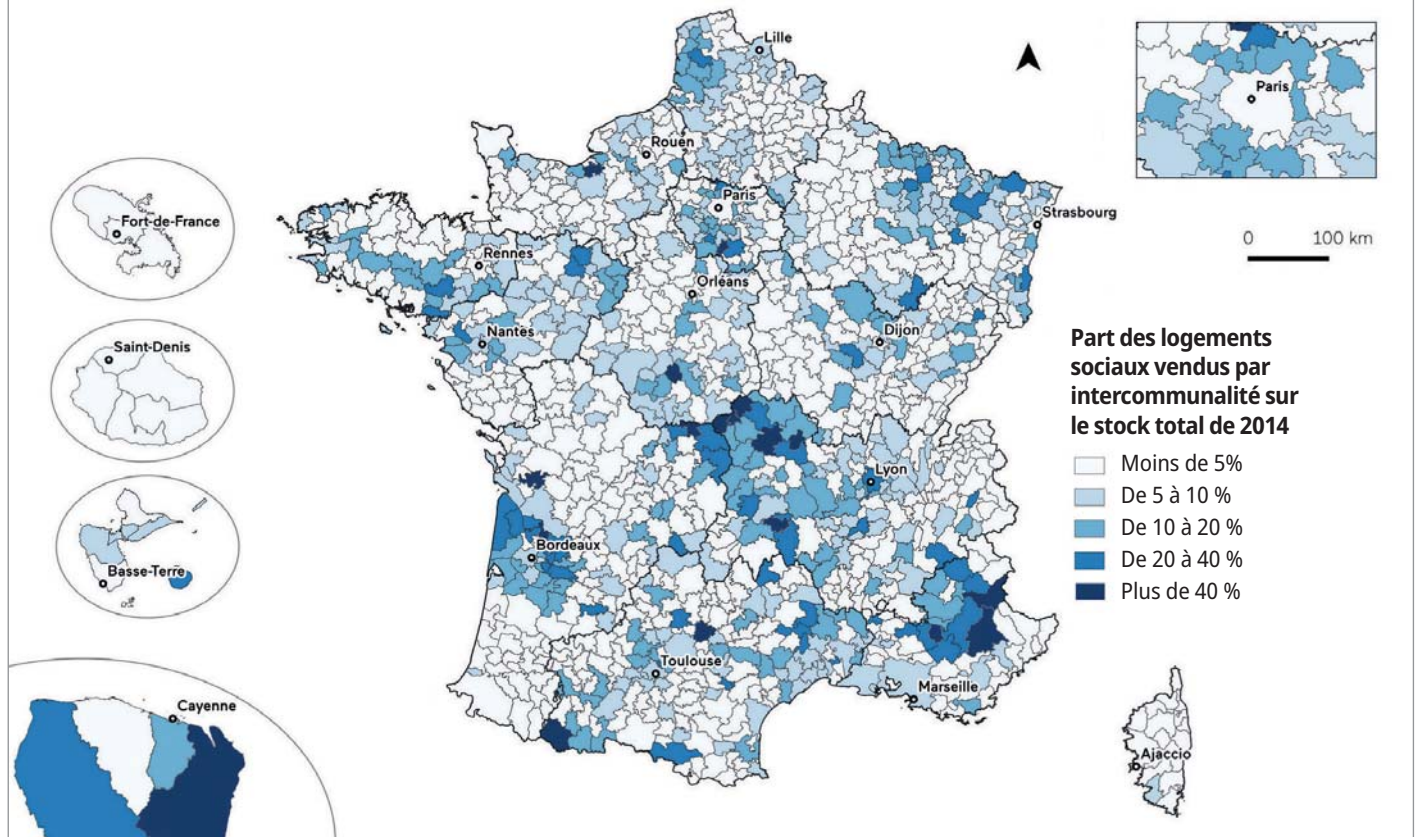 Lille
Paris
Rouen
Paris
Fort-de-France
Strasbourg
0 100 km
Rennes
Orléans
Nantes
Dijon
Saint-Denis
Part des logements
sociaux vendus par
intercommunalité sur
le stock total de 2014
Moins de 5%
De 5 à 10 %
De 10 à 20 %
De 20 à 40 %
Plus de 40 %
Lyon
Bordeaux
Basse-Terre
Toulouse
Marseille
Cayenne
Ajaccio